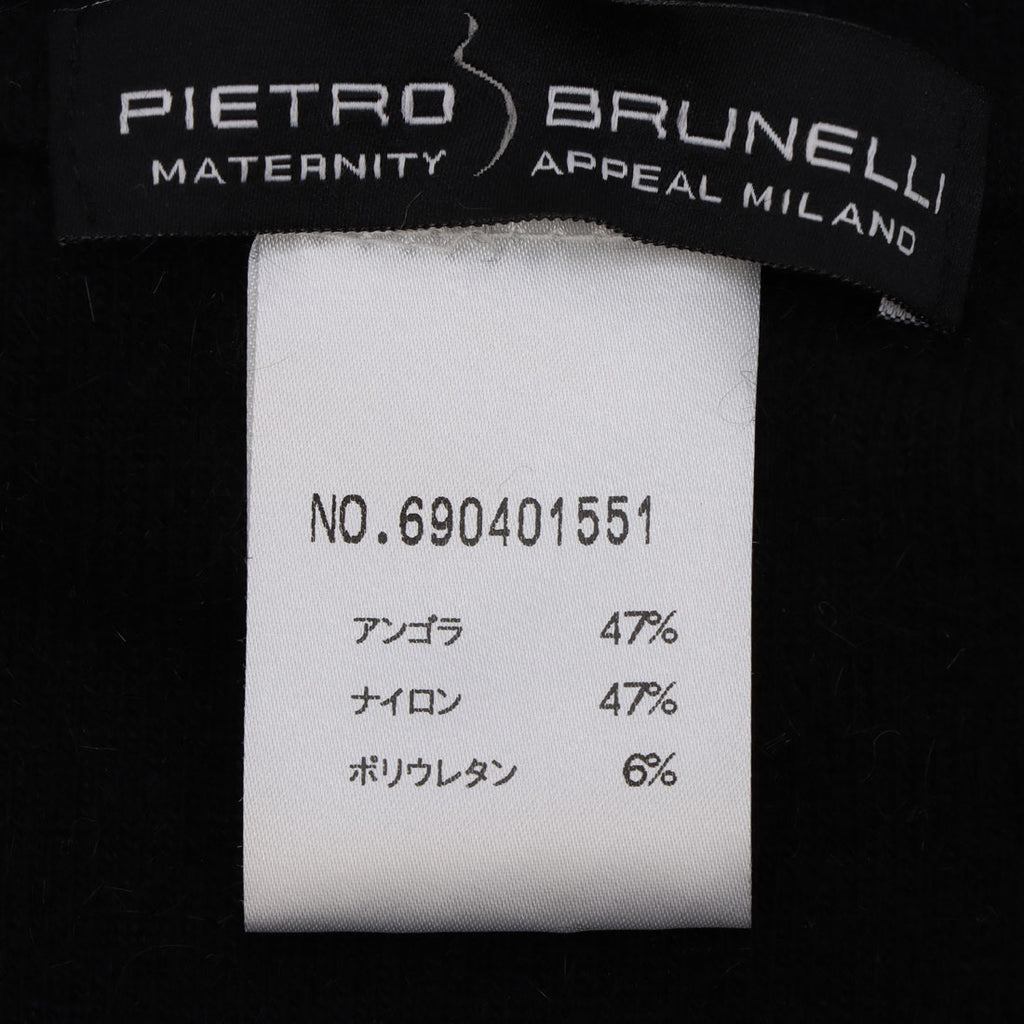 PIETRO BRUNELLI
MATERNITY APPEAL MILANO
NO.690401551
アンゴラ 47%
ナイロン 47%
ポリウレタン 6%